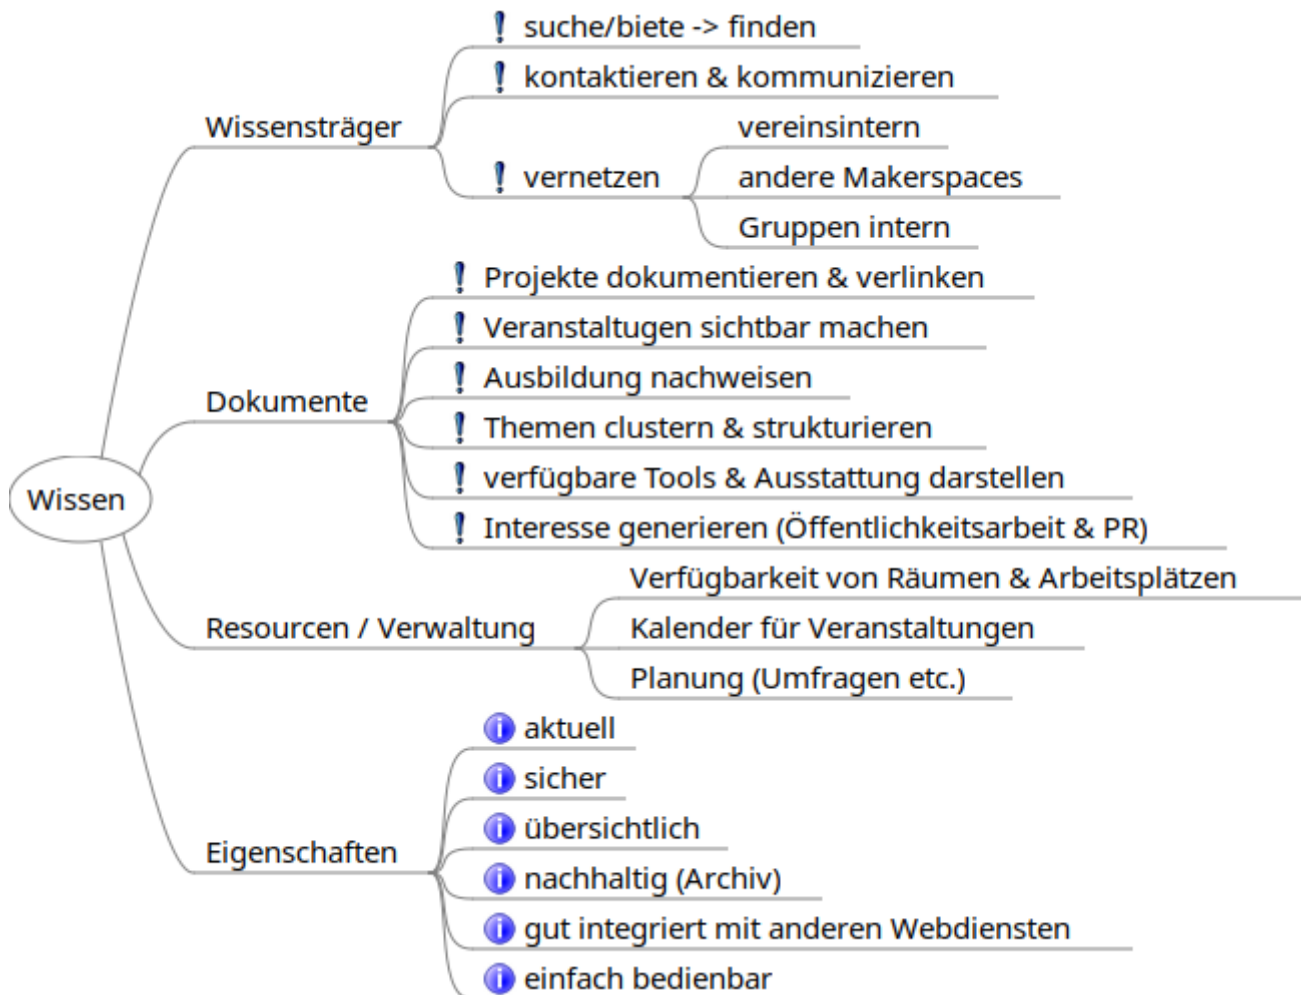 Wissen
Wissensträger
suche/biete -> finden
kontaktieren & kommunizieren
vernetzen
vereinsintern
andere Makerspaces
Gruppen intern
Dokumente
Projekte dokumentieren & verlinken
Veranstaltugen sichtbar machen
Ausbildung nachweisen
Themen clustern & strukturieren
verfügbare Tools & Ausstattung darstellen
Interesse generieren (Öffentlichkeitsarbeit & PR)
Resourcen / Verwaltung
Verfügbarkeit von Räumen & Arbeitsplätzen
Kalender für Veranstaltungen
Planung (Umfragen etc.)
Eigenschaften
aktuell
sicher
übersichtlich
nachhaltig (Archiv)
gut integriert mit anderen Webdiensten
einfach bedienbar